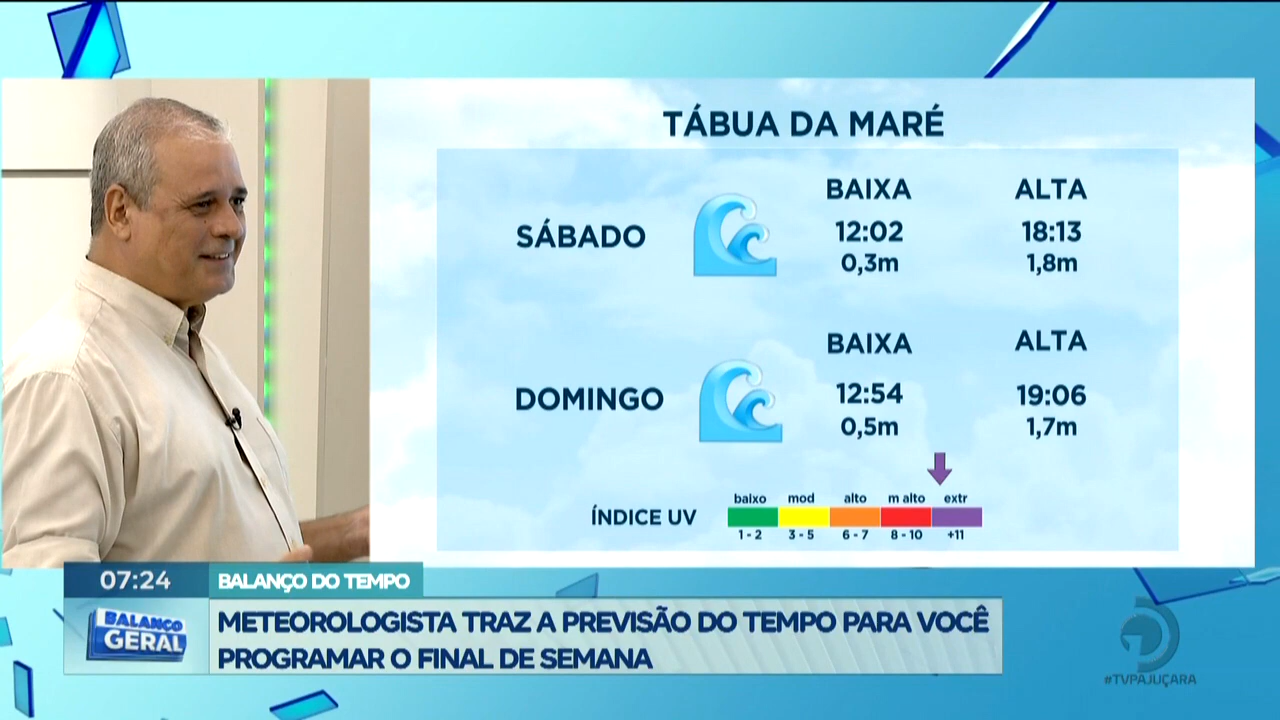 TÁBUA DA MARÉ
BAIXA ALTA
SÁBADO 12:02 18:13
0,3m 1,8m
BAIXA ALTA
DOMINGO 12:54 19:06
0,5m 1,7m
baixo mod alto m alto extr
ÍNDICE UV
1 - 2 3 - 5 6 - 7 8 - 10 +11
07:24 BALANÇO DO TEMPO
BALANÇO GERAL
METEOROLOGISTA TRAZ A PREVISÃO DO TEMPO PARA VOCÊ
PROGRAMAR O FINAL DE SEMANA
#TVPAJUÇARA